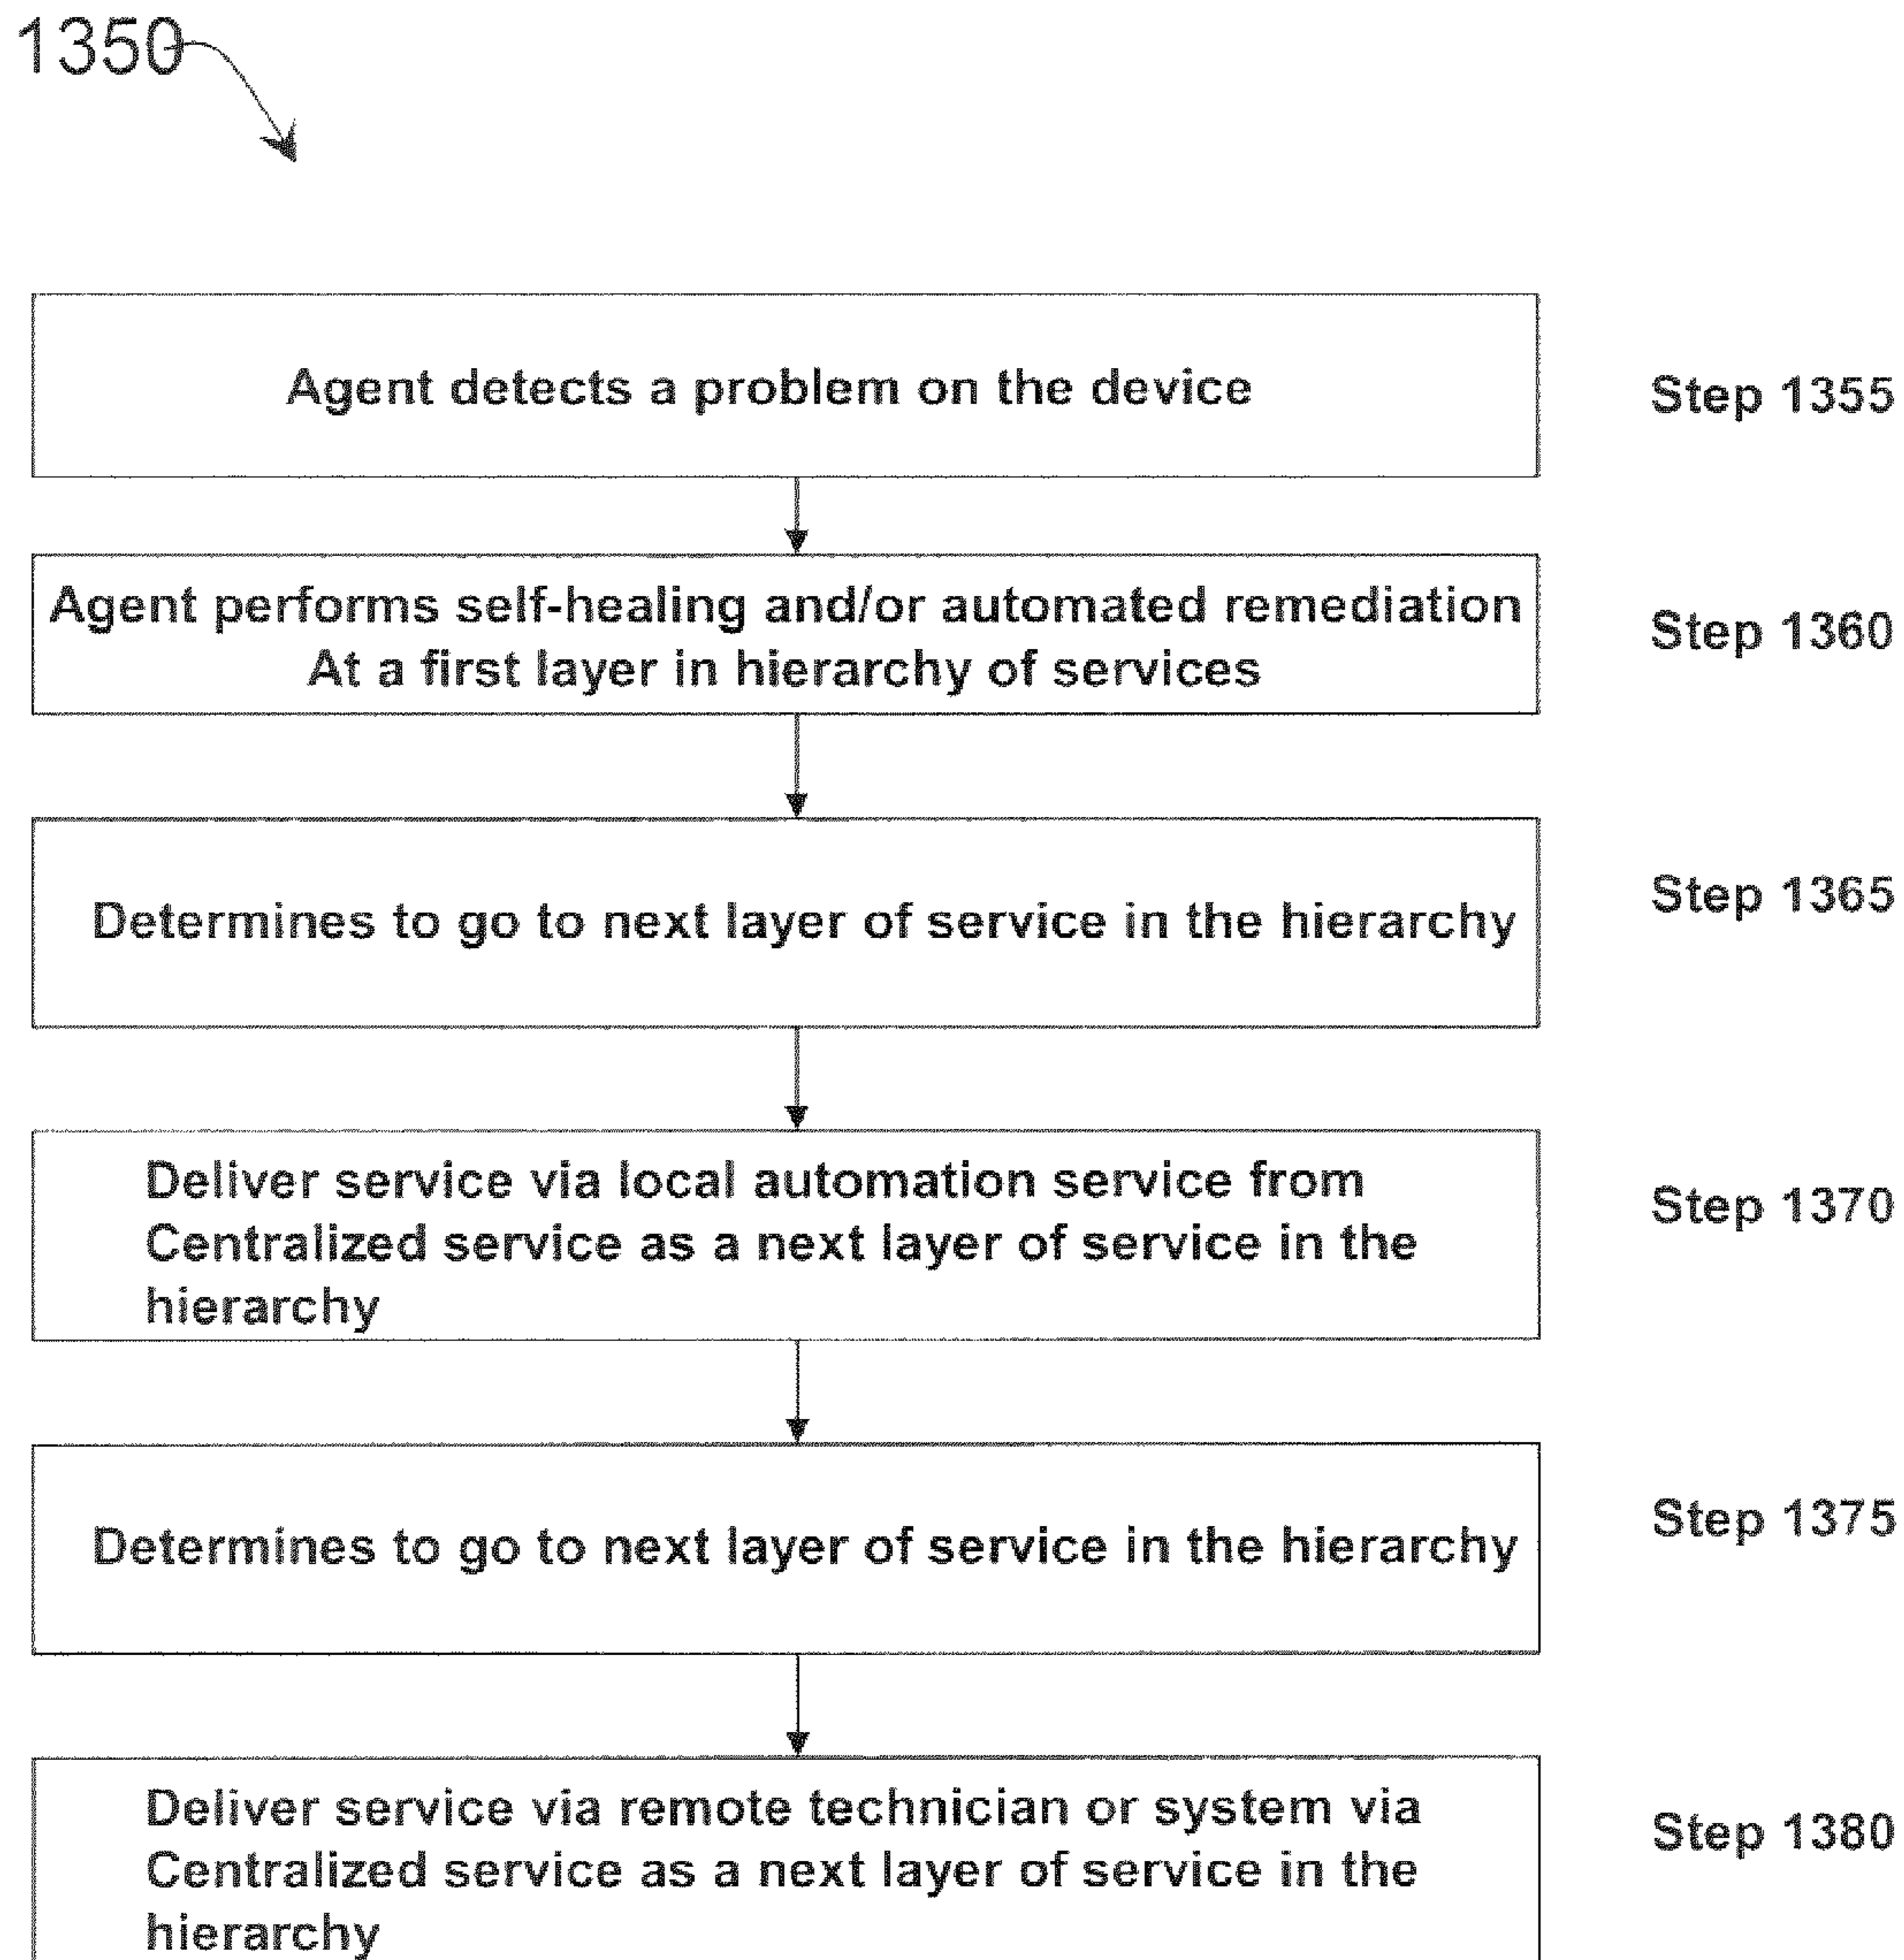 1350
Agent detects a problem on the device
Step 1355
Agent performs self-healing and/or automated remediation
At a first layer in hierarchy of services
Step 1360
Determines to go to next layer of service in the hierarchy
Step 1365
Deliver service via local automation service from
Centralized service as a next layer of service in the
hierarchy
Step 1370
Determines to go to next layer of service in the hierarchy
Step 1375
Deliver service via remote technician or system via
Centralized service as a next layer of service in the
hierarchy
Step 1380